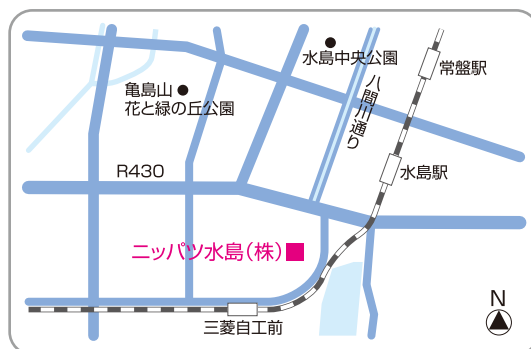 水島中央公園
常盤駅
亀島山
花と緑の丘公園
八間川通り
R430
水島駅
ニッパツ水島(株)
三菱自工前
N